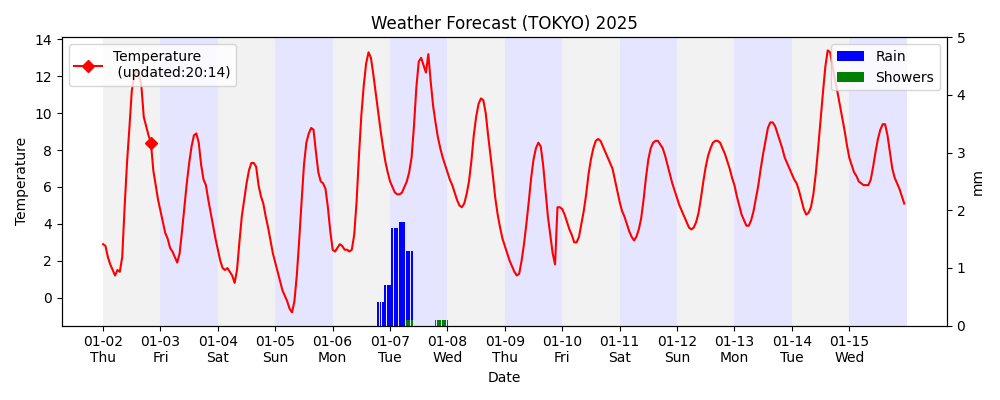 Weather Forecast (TOKYO) 2025
Temperature
(updated:20:14)
Rain
Showers
14
12
10
8
6
4
2
0
Temperature
5
4
3
2
1
0
mm
01-02 01-03 01-04 01-05 01-06 01-07 01-08 01-09 01-10 01-11 01-12 01-13 01-14 01-15
Thu Fri Sat Sun Mon Tue Wed Thu Fri Sat Sun Mon Tue Wed
Date